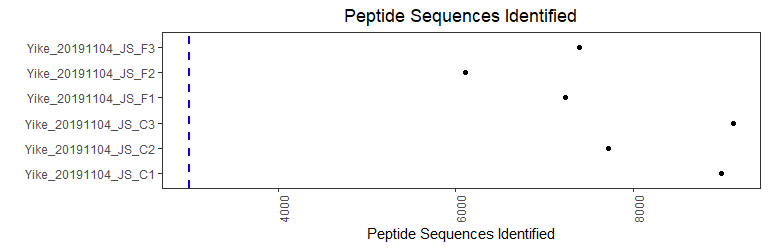 Peptide Sequences Identified
Yike_20191104_JS_F3
Yike_20191104_JS_F2
Yike_20191104_JS_F1
Yike_20191104_JS_C3
Yike_20191104_JS_C2
Yike_20191104_JS_C1
4000
6000
8000
Peptide Sequences Identified